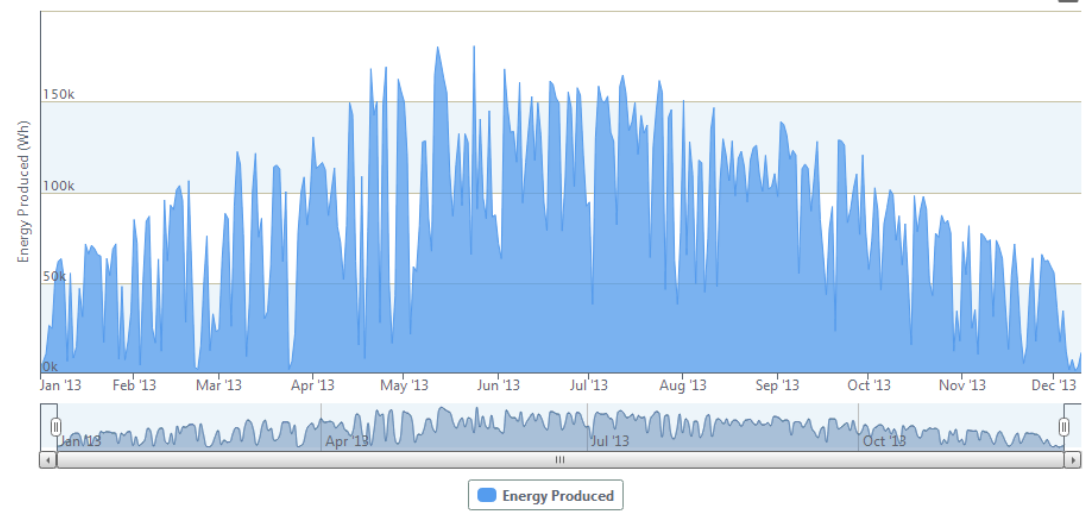 Energy Produced (Wh)
150k
100k
50k
0k
Jan '13 Feb '13 Mar '13 Apr '13 May '13 Jun '13 Jul '13 Aug '13 Sep '13 Oct '13 Nov '13 Dec '13
Jan '13 Apr '13 Jul '13 Oct '13
Energy Produced